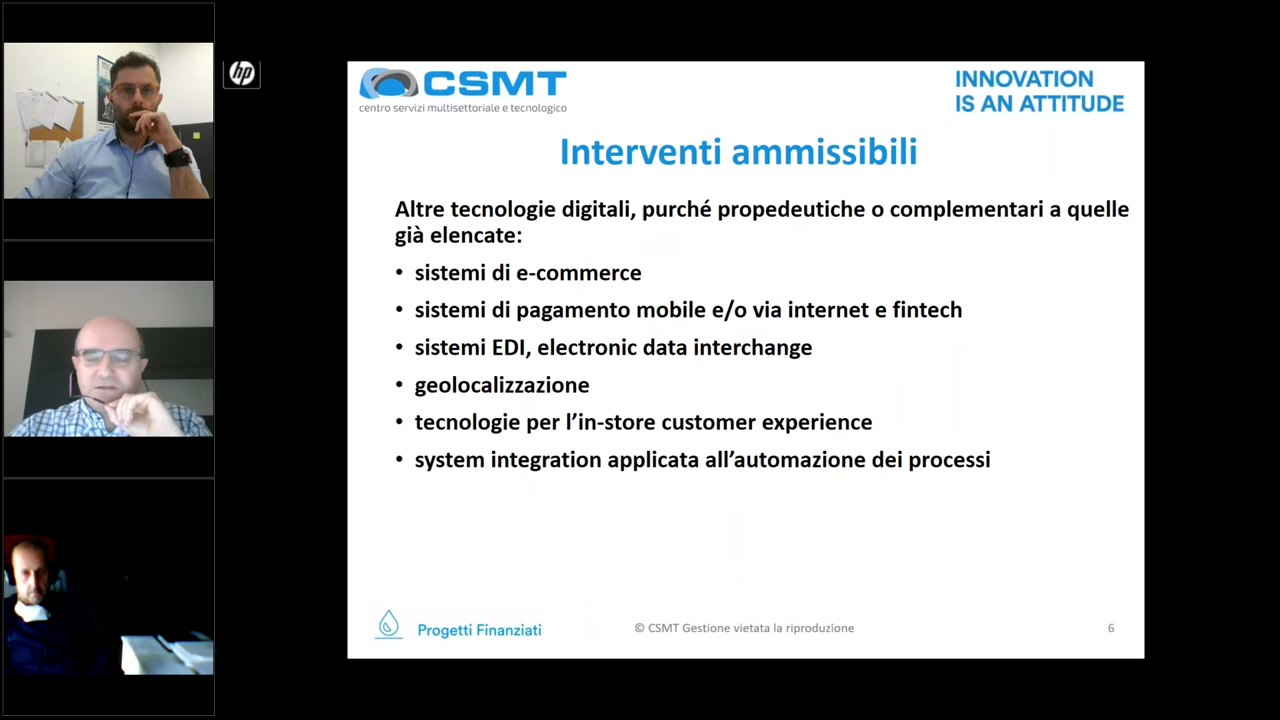 hp
CSMT
centro servizi multisettoriale e tecnologico
INNOVATION
IS AN ATTITUDE
Interventi ammissibili
Altre tecnologie digitali, purché propedeutiche o complementari a quelle
già elencate:
• sistemi di e-commerce
• sistemi di pagamento mobile e/o via internet e fintech
• sistemi EDI, electronic data interchange
• geolocalizzazione
• tecnologie per l’in-store customer experience
• system integration applicata all’automazione dei processi
Progetti Finanziati
© CSMT Gestione vietata la riproduzione
6